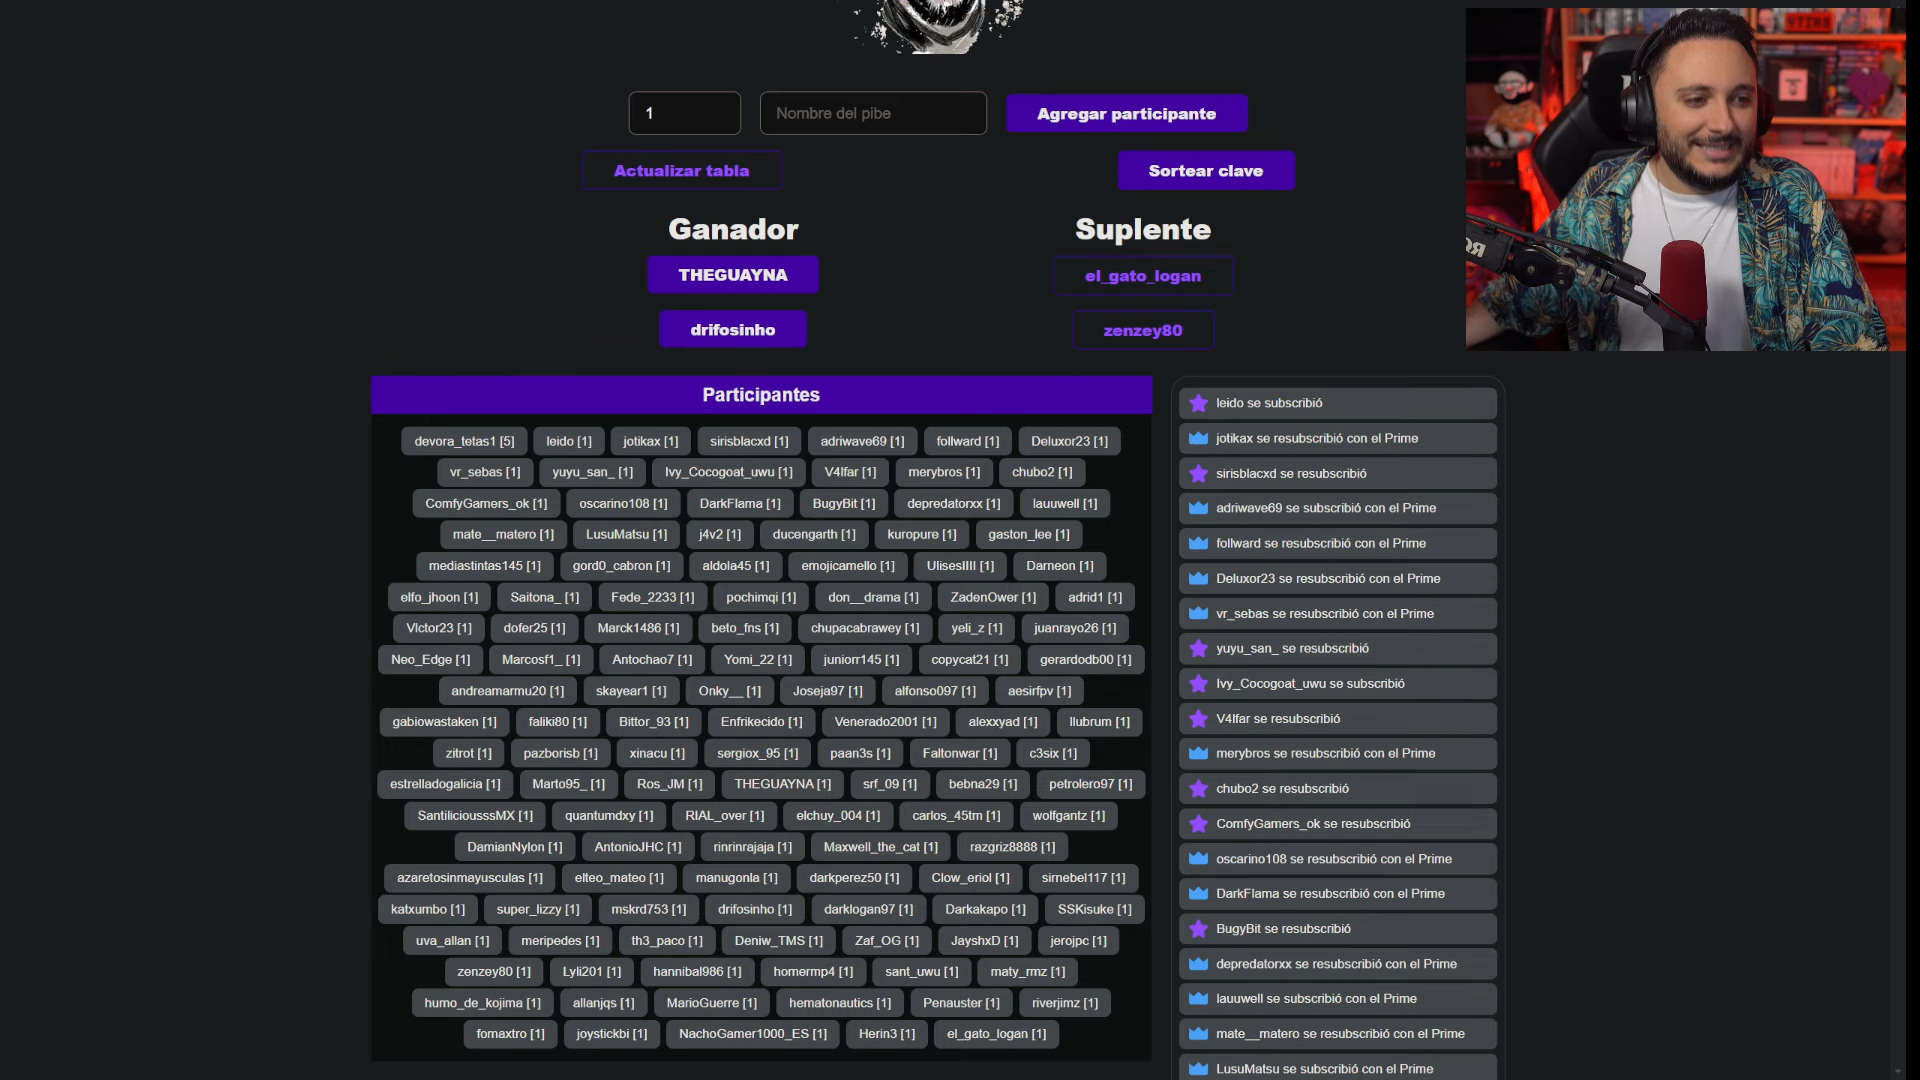 1
Nombre del pibe
Agregar participante
Actualizar tabla
Sortear clave
Ganador
Suplente
THEGUAYNA
el_gato_logan
drifosinho
zenzey80
Participantes
devora_tetas1 [5] leido [1] jotikax [1] sirisblacxd [1] adriwave69 [1] follward [1] Deluxor23 [1]
vr_sebas [1] yuyu_san_ [1] Ivy_Cocogoat_uwu [1] V4lfar [1] merybros [1] chubo2 [1]
ComfyGamers_ok [1] oscarino108 [1] DarkFlama [1] BugyBit [1] depredatorxx [1] lauuwell [1]
mate__matero [1] LusuMatsu [1] j4v2 [1] ducengarth [1] kuropure [1] gaston_lee [1]
mediastintas145 [1] gord0_cabron [1] aldola45 [1] emojicamello [1] UlisesIIII [1] Darneon [1]
elfo_jhoon [1] Saitona_ [1] Fede_2233 [1] pochimqi [1] don__drama [1] ZadenOwer [1] adrid1 [1]
VIctor23 [1] dofer25 [1] Marck1486 [1] beto_fns [1] chupacabrawey [1] yeli_z [1] juanrayo26 [1]
Neo_Edge [1] Marcosf1_ [1] Antochao7 [1] Yomi_22 [1] juniorr145 [1] copycat21 [1] gerardodb00 [1]
andreamarmu20 [1] skayear1 [1] Onky__ [1] Joseja97 [1] alfonso097 [1] aesirfpv [1]
gabiowastaken [1] faliki80 [1] Bittor_93 [1] Enfrikecido [1] Venerado2001 [1] alexxyad [1] llubrum [1]
zitrot [1] pazborisb [1] xinacu [1] sergiox_95 [1] paan3s [1] Faltonwar [1] c3six [1]
estrelladogalicia [1] Marto95_ [1] Ros_JM [1] THEGUAYNA [1] srf_09 [1] bebna29 [1] petrolero97 [1]
SantiliciousssMX [1] quantumdxy [1] RIAL_over [1] elchuy_004 [1] carlos_45tm [1] wolfgantz [1]
DamianNylon [1] AntonioJHC [1] rinrinrajaja [1] Maxwell_the_cat [1] razgriz8888 [1]
azaretosinmayusculas [1] elteo_mateo [1] manugonla [1] darkperez50 [1] Clow_eriol [1] sirnebel117 [1]
katxumbo [1] super_lizzy [1] mskrd753 [1] drifosinho [1] darklogan97 [1] Darkakapo [1] SSKisuke [1]
uva_allan [1] meripedes [1] th3_paco [1] Deniw_TMS [1] Zaf_OG [1] JayshxD [1] jerojpc [1]
zenzey80 [1] Lyli201 [1] hannibal986 [1] homermp4 [1] sant_uwu [1] maty_rmz [1]
humo_de_kojima [1] allanjqs [1] MarioGuerre [1] hematonautics [1] Penauster [1] riverjimz [1]
fomaxtro [1] joystickbi [1] NachoGamer1000_ES [1] Herin3 [1] el_gato_logan [1]
leido se subscribió
jotikax se resubscribió con el Prime
sirisblacxd se resubscribió
adriwave69 se subscribió con el Prime
follward se resubscribió con el Prime
Deluxor23 se resubscribió con el Prime
vr_sebas se resubscribió con el Prime
yuyu_san_ se resubscribió
Ivy_Cocogoat_uwu se subscribió
V4lfar se resubscribió
merybros se resubscribió con el Prime
chubo2 se resubscribió
ComfyGamers_ok se resubscribió
oscarino108 se resubscribió con el Prime
DarkFlama se resubscribió con el Prime
BugyBit se resubscribió
depredatorxx se resubscribió con el Prime
lauuwell se subscribió con el Prime
mate__matero se resubscribió con el Prime
LusuMatsu se subscribió con el Prime